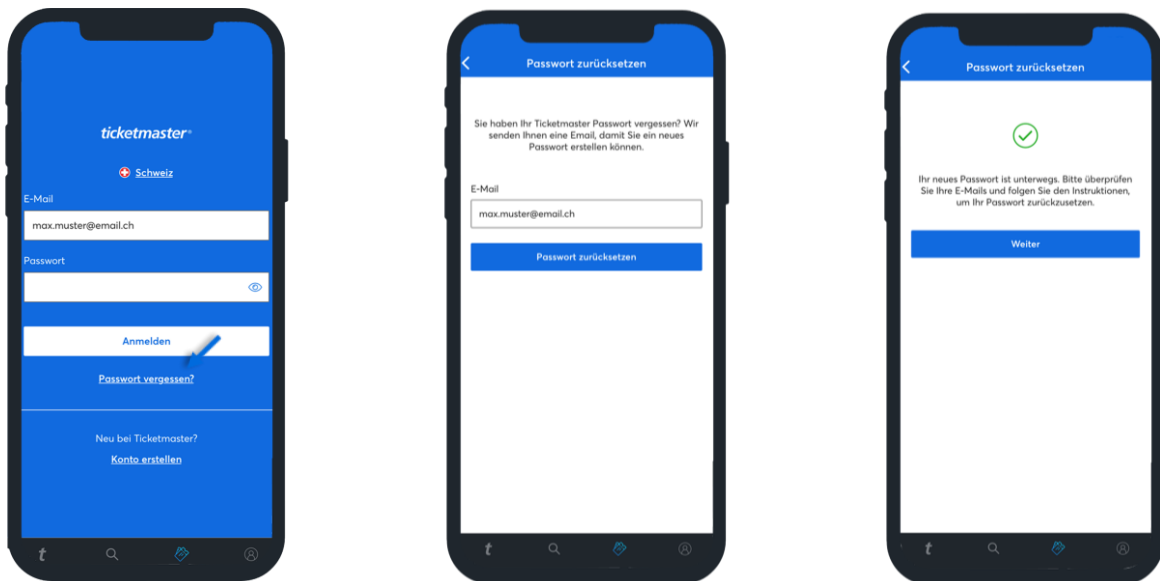 ticketmaster®
Schweiz
E-Mail
max.muster@email.ch
Passwort
Anmelden
Passwort vergessen?
Neu bei Ticketmaster?
Konto erstellen
t
Passwort zurücksetzen
Sie haben Ihr Ticketmaster Passwort vergessen? Wir
senden Ihnen eine Email, damit Sie ein neues
Passwort erstellen können.
E-Mail
max.muster@email.ch
Passwort zurücksetzen
t
Passwort zurücksetzen
Ihr neues Passwort ist unterwegs. Bitte überprüfen
Sie Ihre E-Mails und folgen Sie den Instruktionen,
um Ihr Passwort zurückzusetzen.
Weiter
t